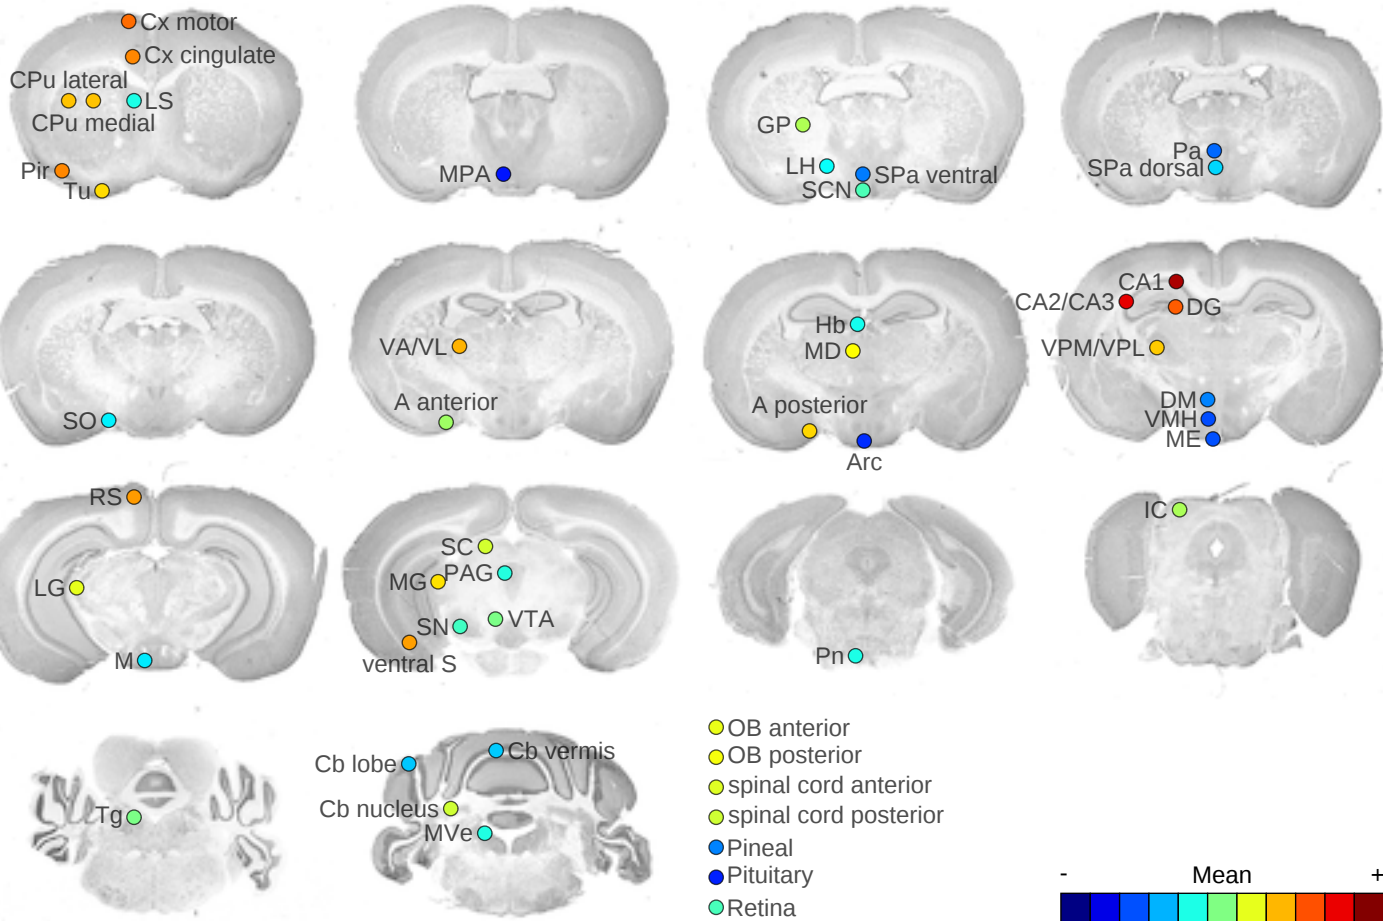 Cx motor
Cx cingulate
CPu lateral
LS
CPu medial
Pir
Tu
MPA
GP
LH
SPa ventral
SCN
Pa
SPa dorsal
SO
VA/VL
A anterior
Hb
MD
A posterior
Arc
CA1
CA2/CA3
DG
VPM/VPL
DM
VMH
ME
RS
LG
M
SC
PAG
MG
VTA
SN
ventral S
Pn
IC
Tg
Cb vermis
Cb lobe
Cb nucleus
MVe
OB anterior
OB posterior
spinal cord anterior
spinal cord posterior
Pineal
Pituitary
Retina
- Mean +